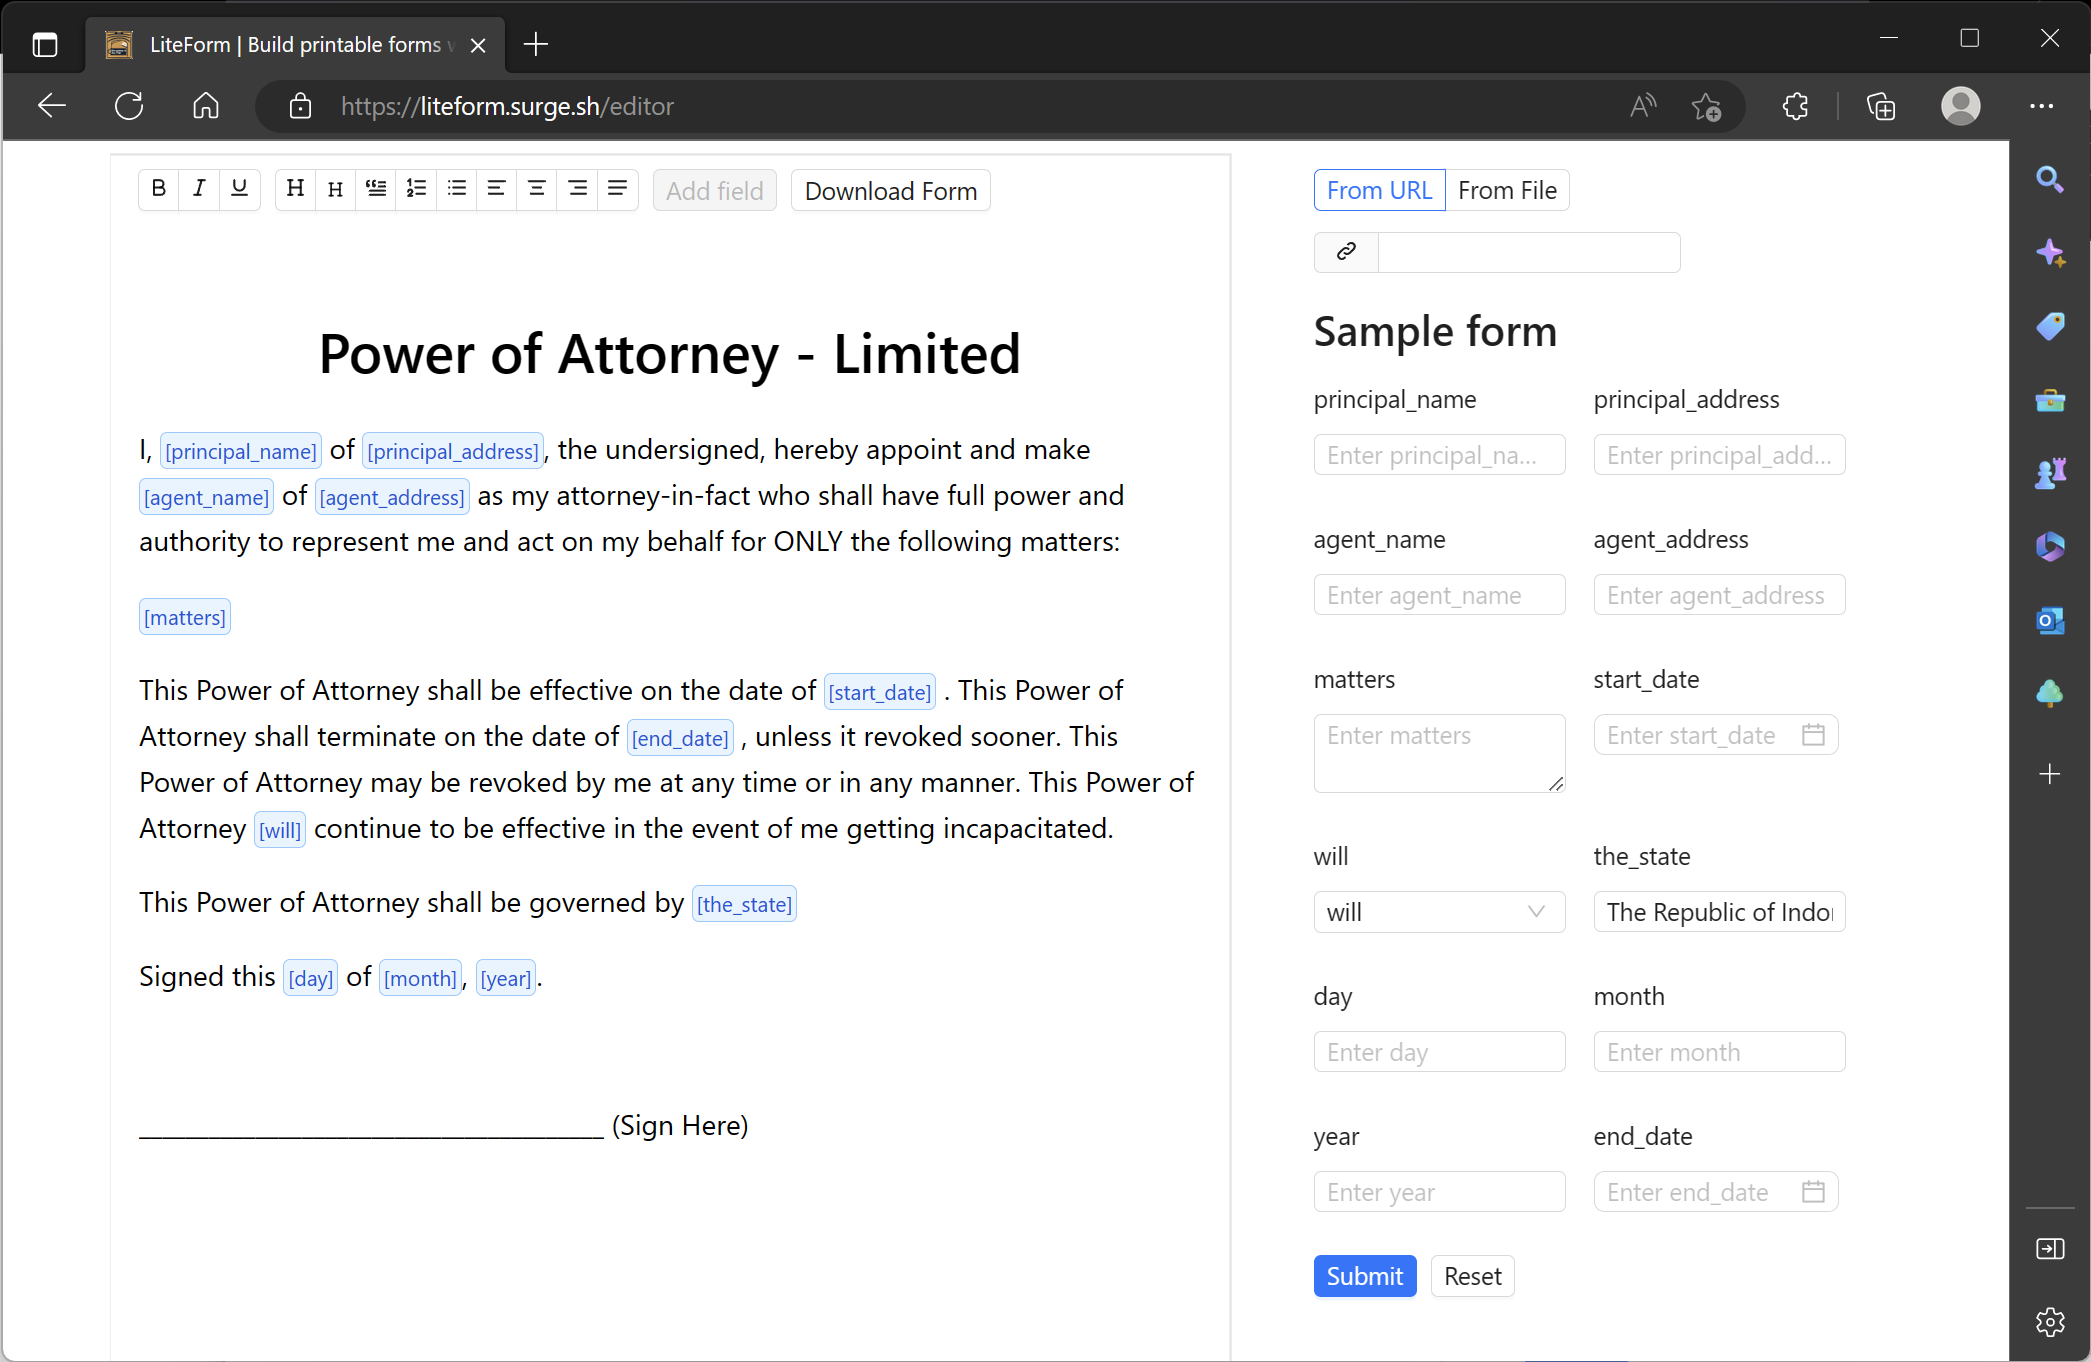 LiteForm | Build printable forms
https://liteform.surge.sh/editor
B I U H H Add field Download Form
From URL From File
Power of Attorney - Limited
I, [principal_name] of [principal_address], the undersigned, hereby appoint and make
[agent_name] of [agent_address] as my attorney-in-fact who shall have full power and
authority to represent me and act on my behalf for ONLY the following matters:
[matters]
This Power of Attorney shall be effective on the date of [start_date] . This Power of
Attorney shall terminate on the date of [end_date] , unless it revoked sooner. This
Power of Attorney may be revoked by me at any time or in any manner. This Power of
Attorney [will] continue to be effective in the event of me getting incapacitated.
This Power of Attorney shall be governed by [the_state]
Signed this [day] of [month], [year].
(Sign Here)
Sample form
principal_name principal_address
Enter principal_na... Enter principal_add...
agent_name agent_address
Enter agent_name Enter agent_address
matters start_date
Enter matters Enter start_date
will the_state
will The Republic of Indo
day month
Enter day Enter month
year end_date
Enter year Enter end_date
Submit Reset